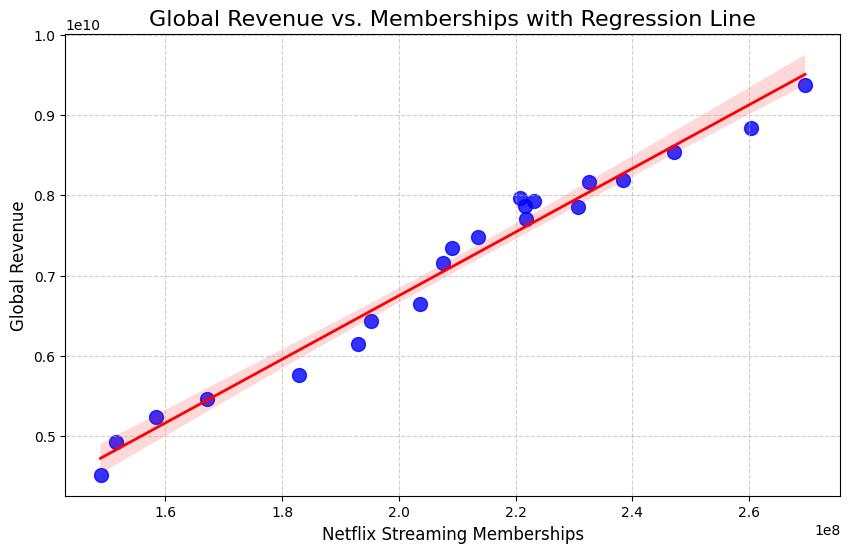 Global Revenue vs. Memberships with Regression Line
1e10
1.0
0.9
0.8
0.7
0.6
0.5
Global Revenue
1.6 1.8 2.0 2.2 2.4 2.6
1e8
Netflix Streaming Memberships